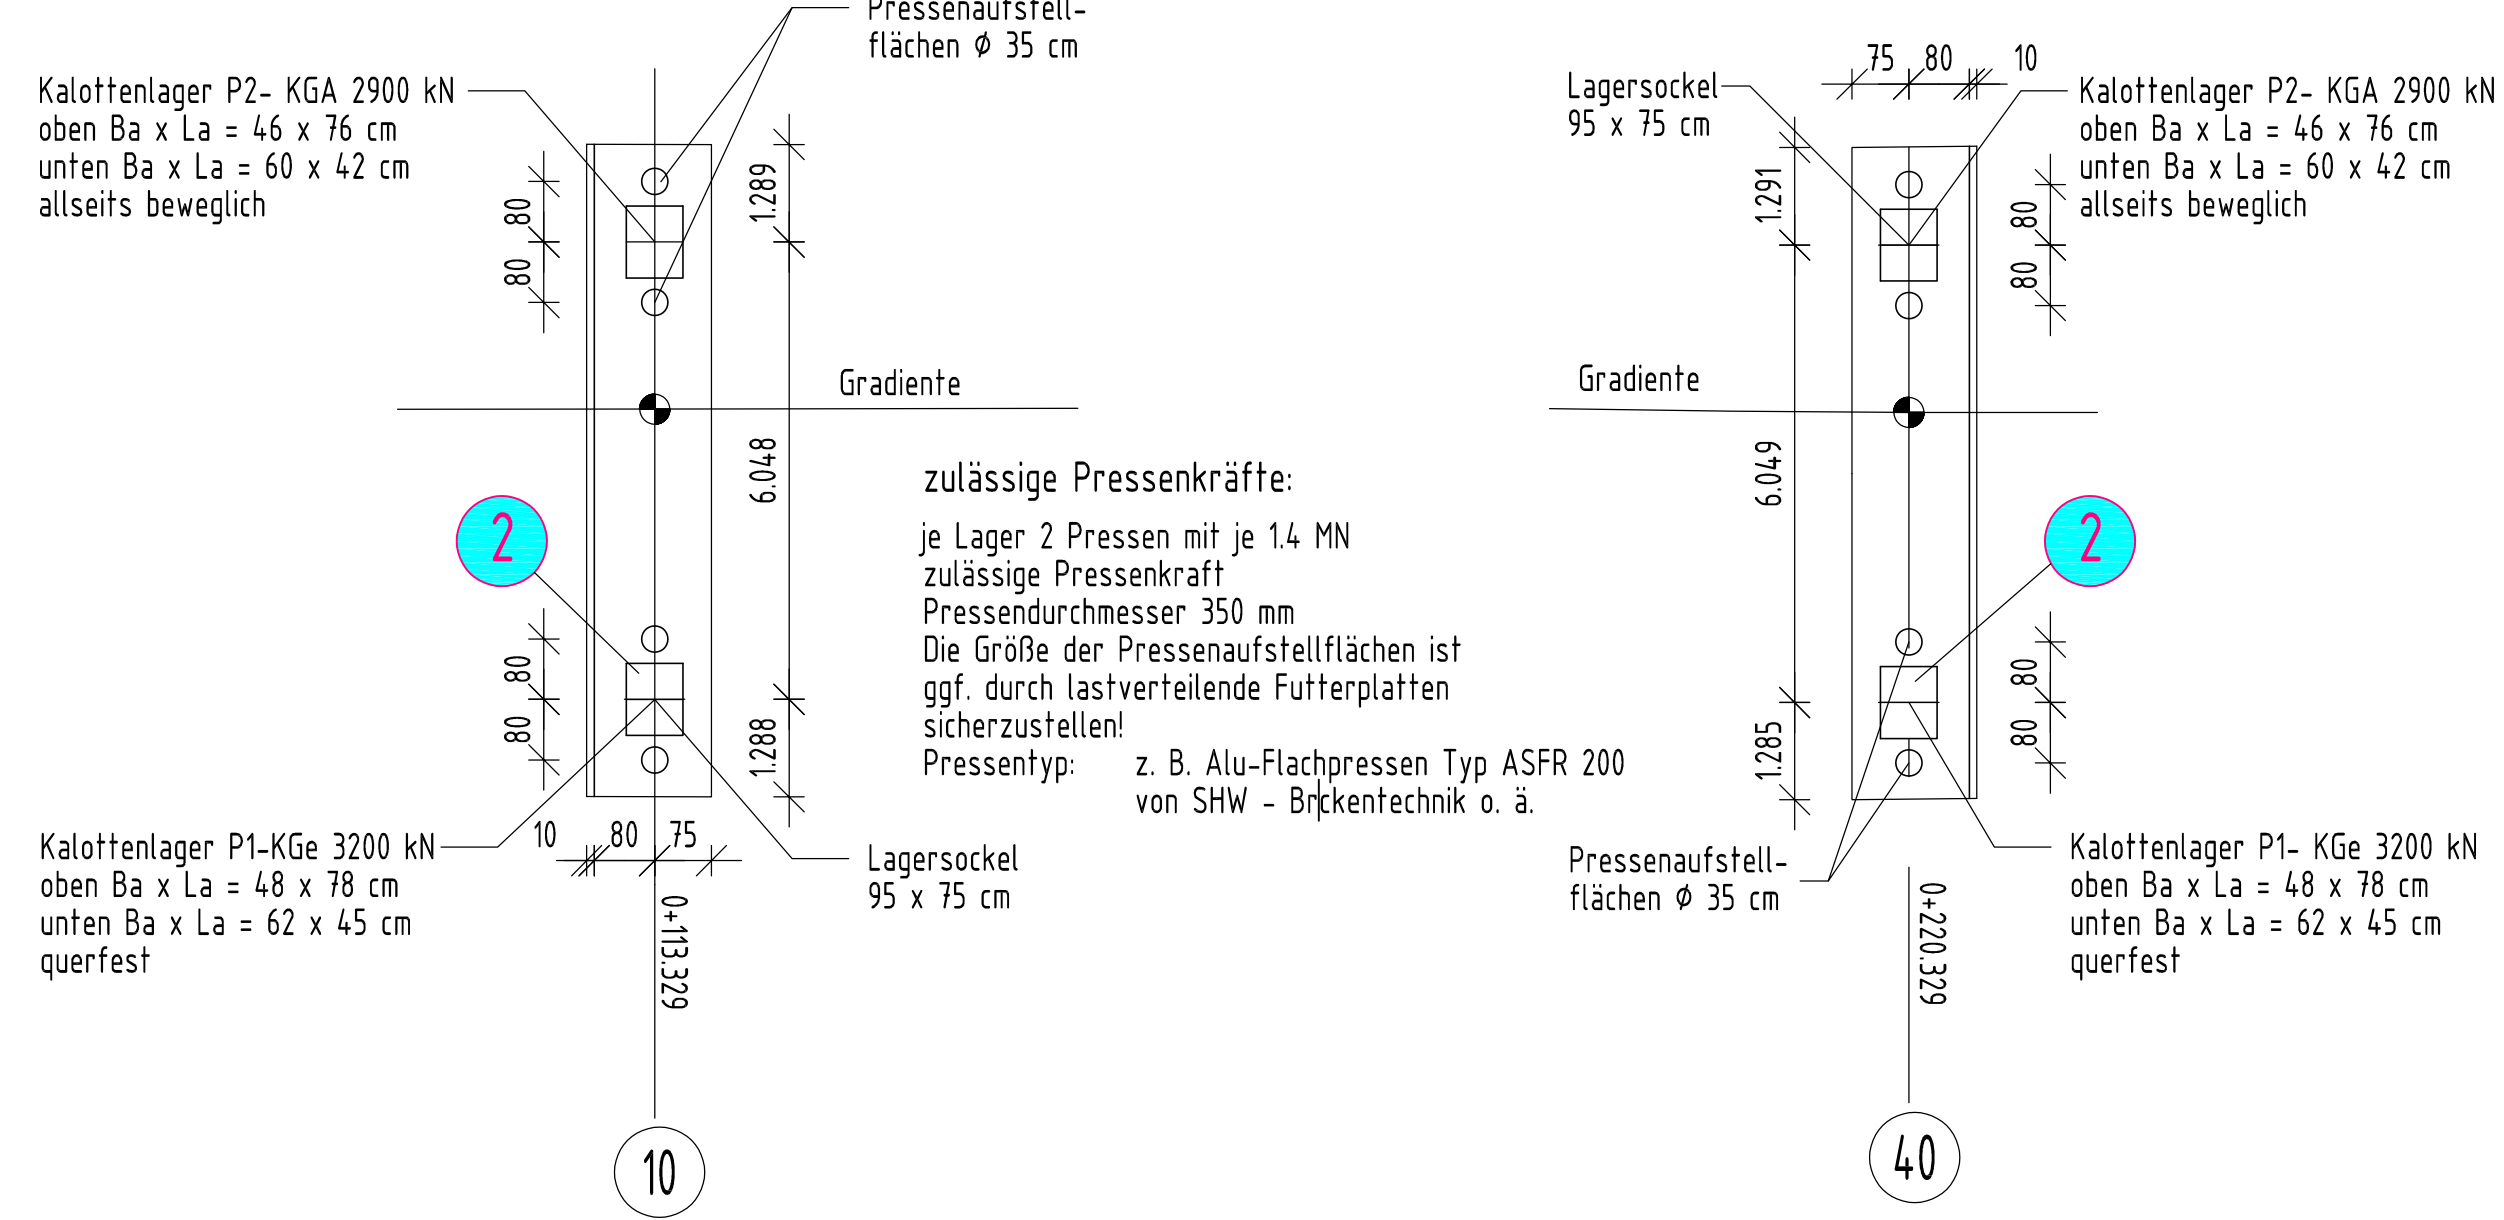 Pressenaufstell-
flächen ϕ 35 cm
Kalottenlager P2- KGA 2900 kN
oben Ba x La = 46 x 76 cm
unten Ba x La = 60 x 42 cm
allseits beweglich
80
80
1.289
Gradiente
6.048
2
80
80
1.288
Kalottenlager P1-KGe 3200 kN
oben Ba x La = 48 x 78 cm
unten Ba x La = 62 x 45 cm
querfest
10 80 75
Lagersockel
95 x 75 cm
0+113.329
10
zulässige Pressenkräfte:
je Lager 2 Pressen mit je 1.4 MN
zulässige Pressenkraft
Pressendurchmesser 350 mm
Die Größe der Pressenaufstellflächen ist
ggf. durch lastverteilende Futterplatten
sicherzustellen!
Pressentyp: z. B. Alu-Flachpressen Typ ASFR 200
von SHW - Brckentechnik o. ä.
75 80 10
Lagersockel
95 x 75 cm
Kalottenlager P2- KGA 2900 kN
oben Ba x La = 46 x 76 cm
unten Ba x La = 60 x 42 cm
allseits beweglich
1.291
80
80
Gradiente
6.049
2
80
80
1.285
Pressenaufstell-
flächen ϕ 35 cm
Kalottenlager P1- KGe 3200 kN
oben Ba x La = 48 x 78 cm
unten Ba x La = 62 x 45 cm
querfest
0+220.329
40